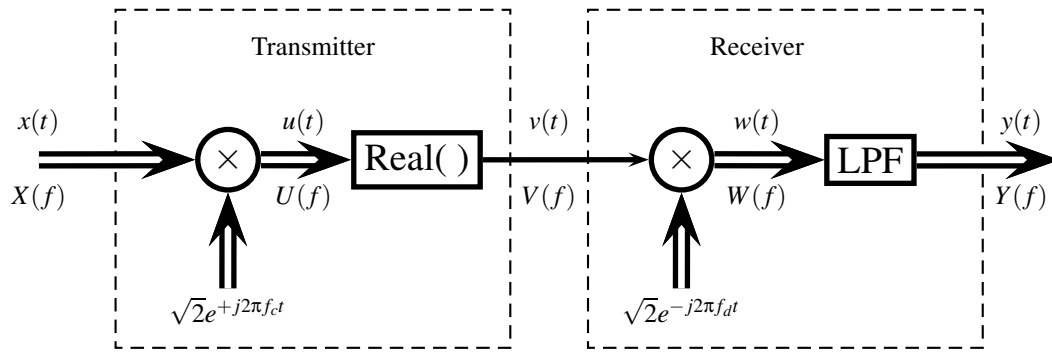 Transmitter
Receiver
x(t)
u(t)
v(t)
w(t)
y(t)
×
Real( )
×
LPF
X(f)
U(f)
V(f)
W(f)
Y(f)
√2e^{+j2πf_c t}
√2e^{−j2πf_d t}